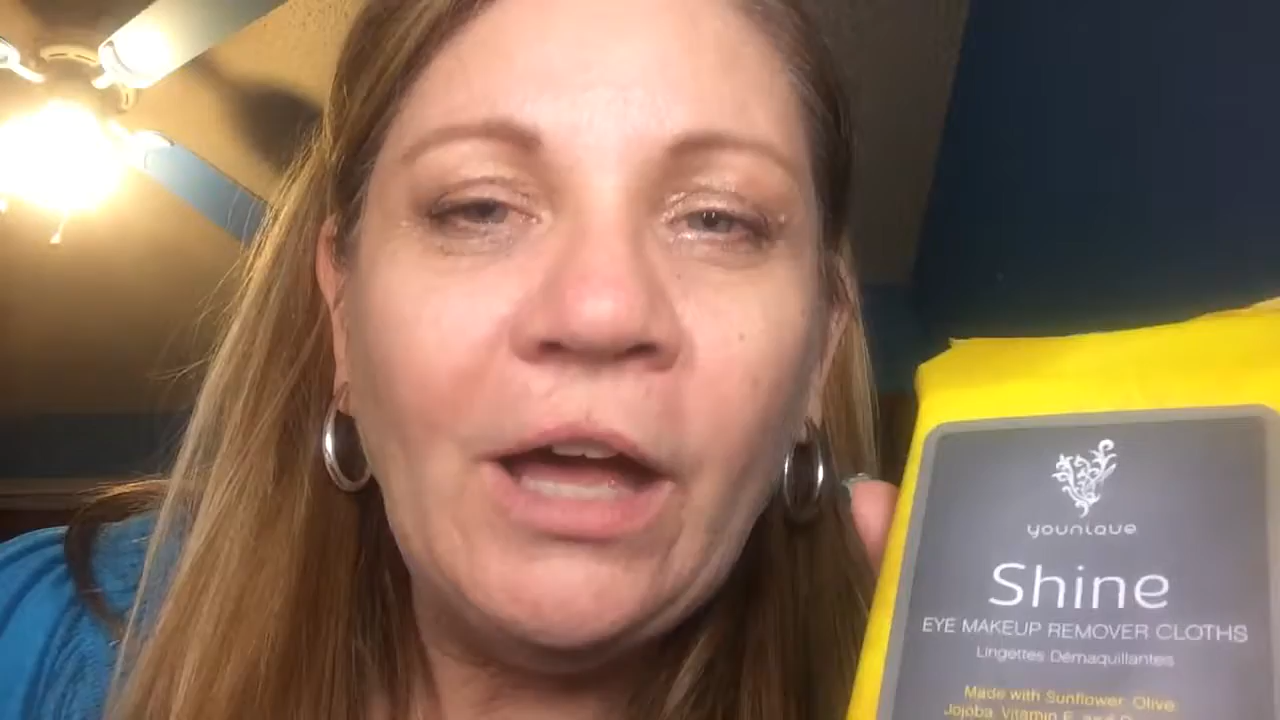 younique
Shine
EYE MAKEUP REMOVER CLOTHS
Lingettes Démaquillantes
Made with Sunflower, Olive,
Jojoba, Vitamin E, and